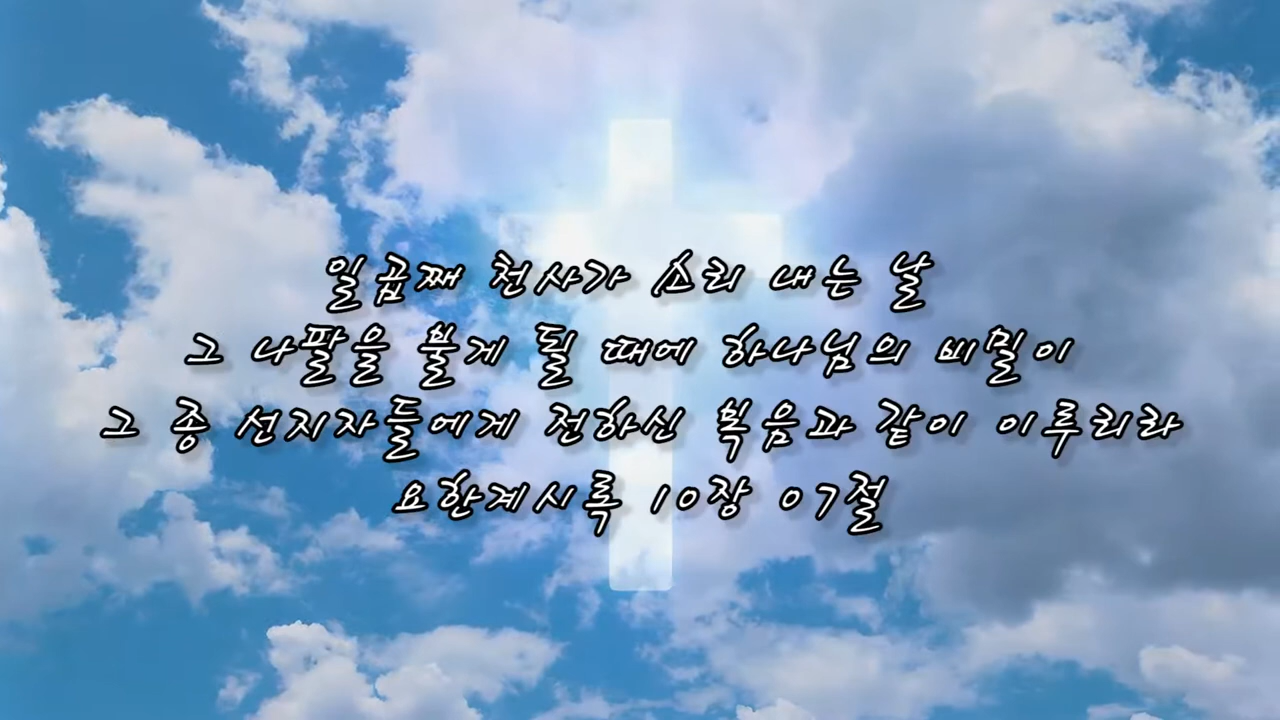 일곱째 천사가 소리 내는 날
그 나팔을 불게 될 때에 하나님의 비밀이
그 종 선지자들에게 전하신 복음과 같이 이루리라
요한계시록 10장 07절